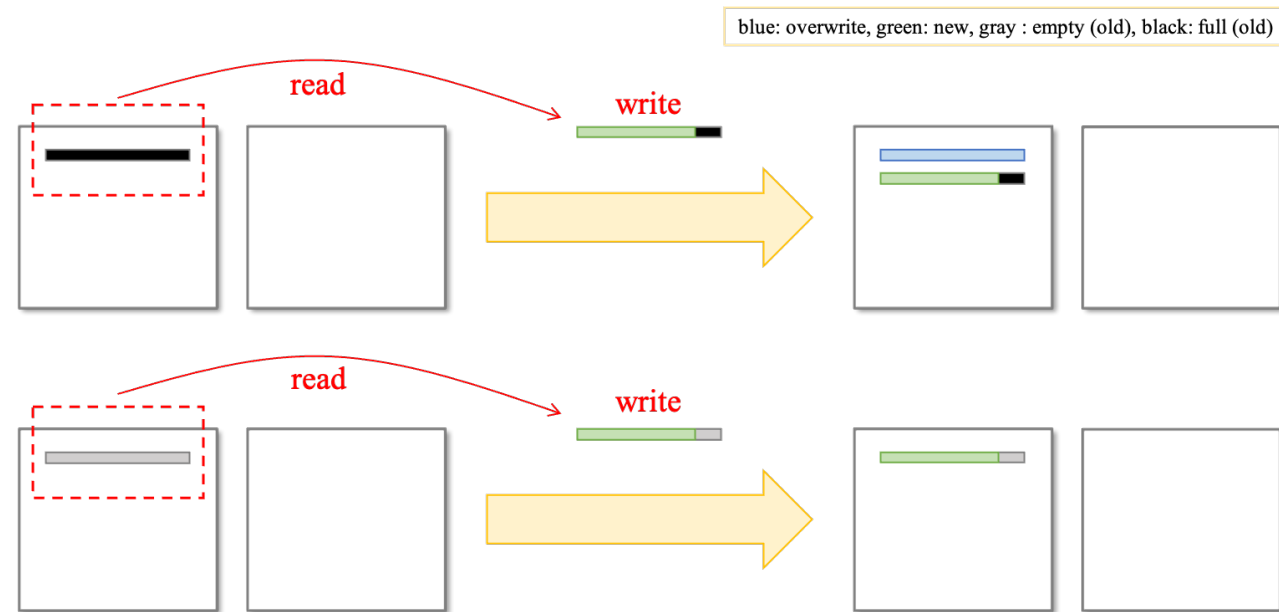 blue: overwrite, green: new, gray : empty (old), black: full (old)
read
write
read
write